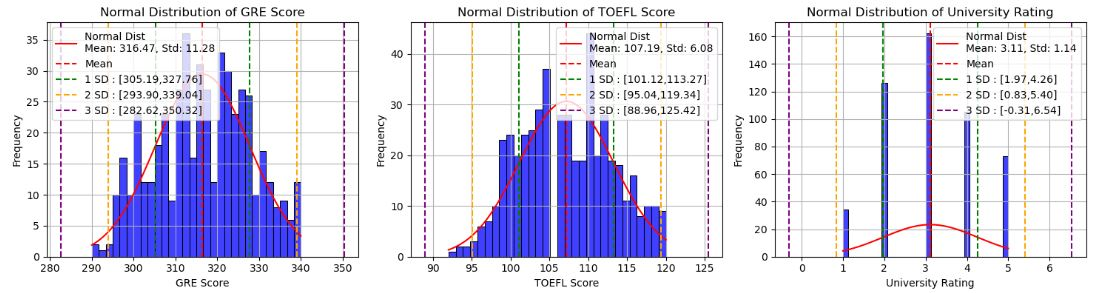 Normal Distribution of GRE Score
Normal Dist
Mean: 316.47, Std: 11.28
Mean
1 SD : [305.19,327.76]
2 SD : [293.90,339.04]
3 SD : [282.62,350.32]
Frequency
0
5
10
15
20
25
30
35
280
290
300
310
320
330
340
350
GRE Score
Normal Distribution of TOEFL Score
Normal Dist
Mean: 107.19, Std: 6.08
Mean
1 SD : [101.12,113.27]
2 SD : [95.04,119.34]
3 SD : [88.96,125.42]
Frequency
0
10
20
30
40
90
95
100
105
110
115
120
125
TOEFL Score
Normal Distribution of University Rating
Normal Dist
Mean: 3.11, Std: 1.14
Mean
1 SD : [1.97,4.26]
2 SD : [0.83,5.40]
3 SD : [-0.31,6.54]
Frequency
0
20
40
60
80
100
120
140
160
0
1
2
3
4
5
6
University Rating